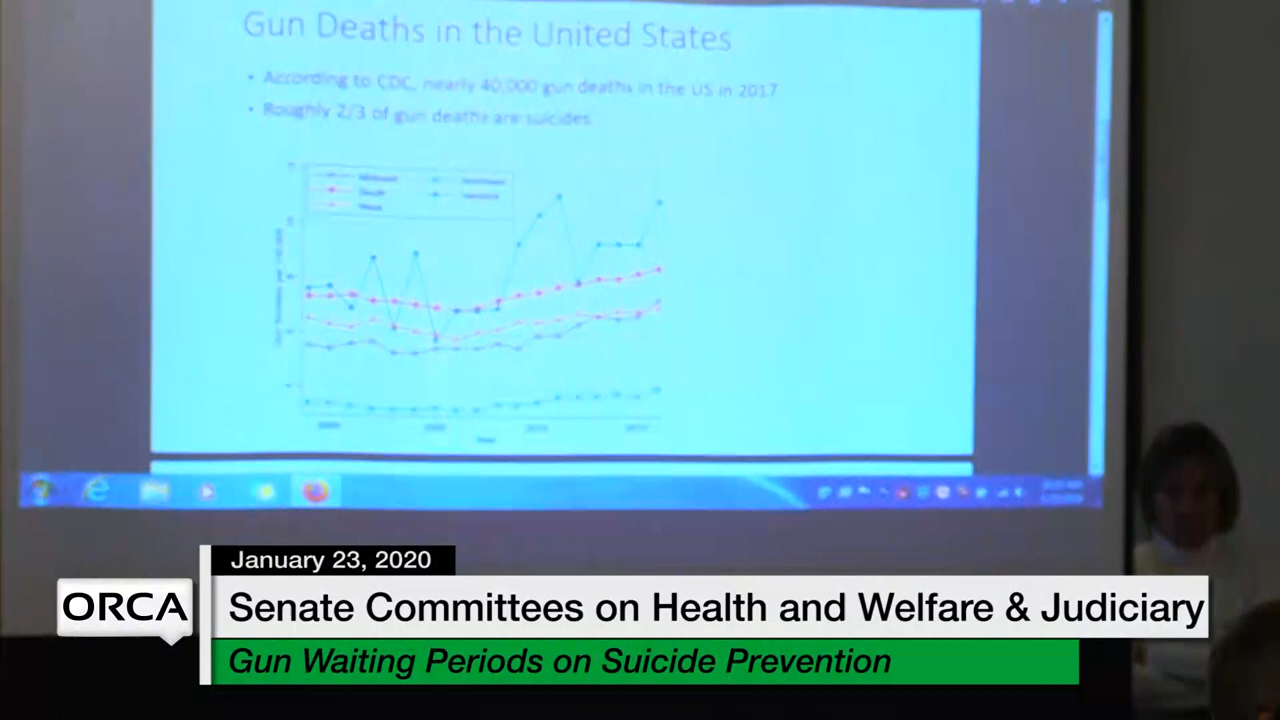 Gun Deaths in the United States
• According to CDC, nearly 40,000 gun deaths in the US in 2017
• Roughly 2/3 of gun deaths are suicides
January 23, 2020
ORCA
Senate Committees on Health and Welfare & Judiciary
Gun Waiting Periods on Suicide Prevention